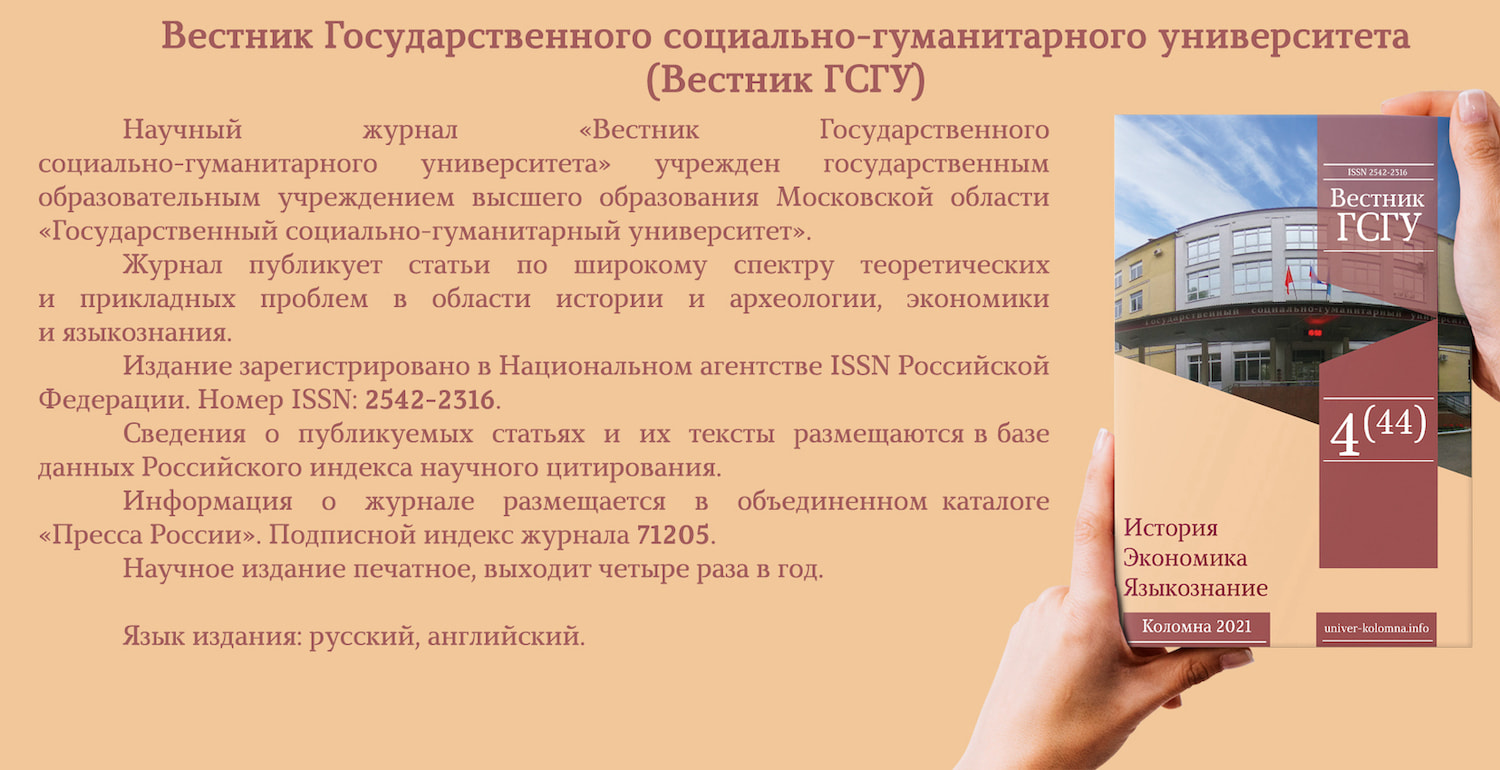 Вестник Государственного социально-гуманитарного университета
(Вестник ГСГУ)
Научный журнал «Вестник Государственного
социально-гуманитарного университета» учрежден государственным
образовательным учреждением высшего образования Московской области
«Государственный социально-гуманитарный университет».
Журнал публикует статьи по широкому спектру теоретических
и прикладных проблем в области истории и археологии, экономики
и языкознания.
Издание зарегистрировано в Национальном агентстве ISSN Российской
Федерации. Номер ISSN: 2542-2316.
Сведения о публикуемых статьях и их тексты размещаются в базе
данных Российского индекса научного цитирования.
Информация о журнале размещается в объединенном каталоге
«Пресса России». Подписной индекс журнала 71205.
Научное издание печатное, выходит четыре раза в год.
Язык издания: русский, английский.
ISSN 2542-2316
Вестник
ГСГУ
Государственный социально-гуманитарный университе
4(44)
История
Экономика
Языкознание
Коломна 2021
univer-kolomna.info